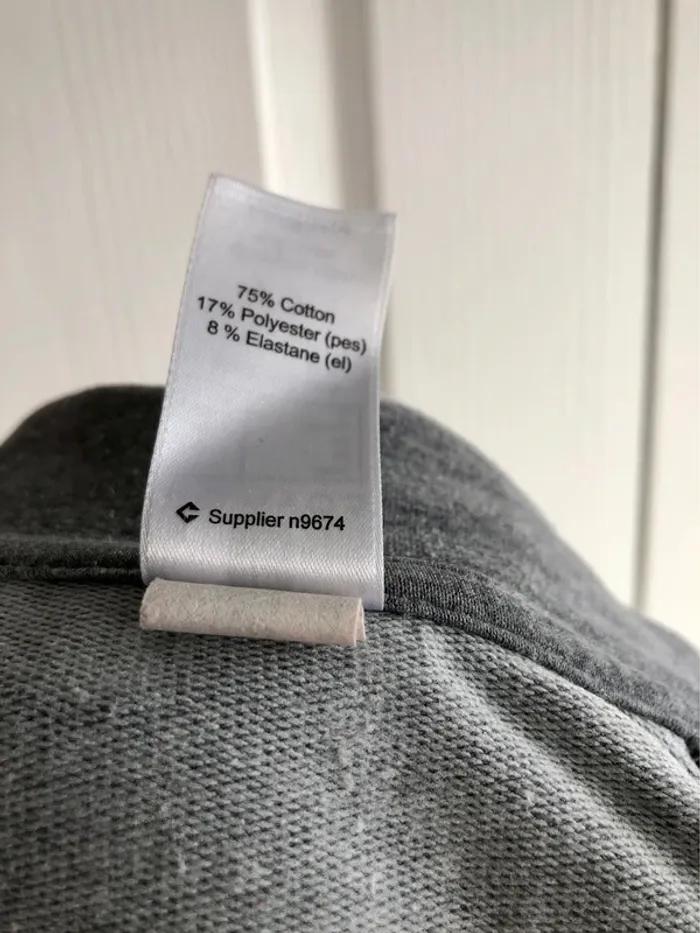 75% Cotton
17% Polyester (pes)
8 % Elastane (el)
Supplier n9674